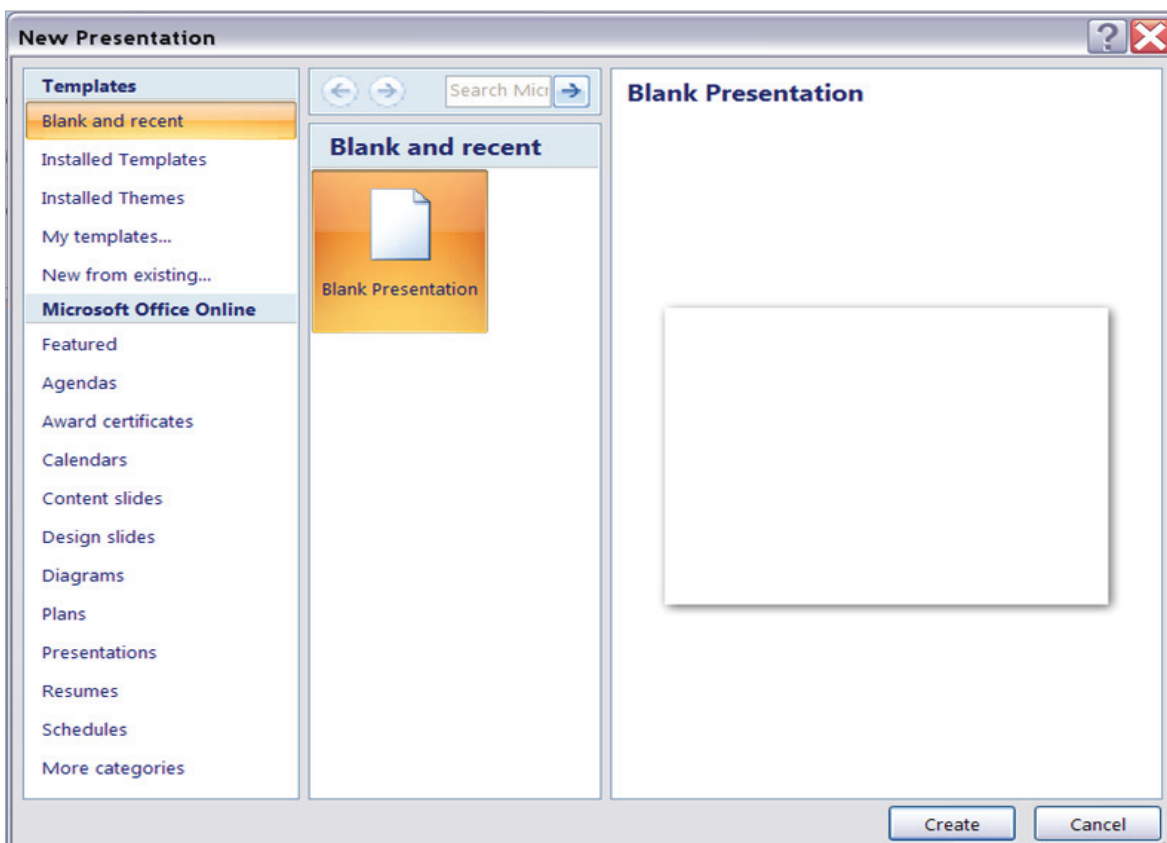 New Presentation
?
Templates
Blank and recent
Installed Templates
Installed Themes
My templates...
New from existing...
Microsoft Office Online
Featured
Agendas
Award certificates
Calendars
Content slides
Design slides
Diagrams
Plans
Presentations
Resumes
Schedules
More categories
Search Micr
Blank and recent
Blank Presentation
Blank Presentation
Create
Cancel